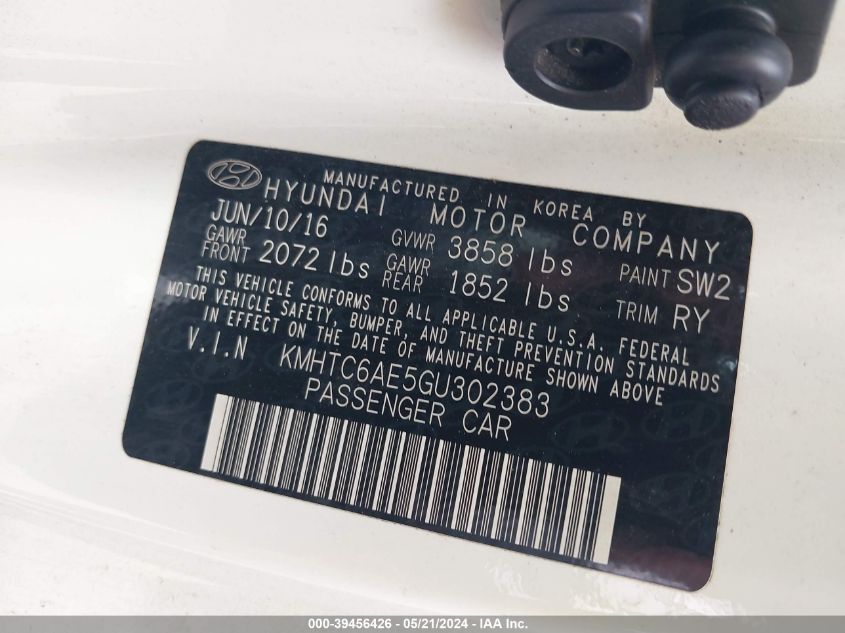 MANUFACTURED IN KOREA BY
HYUNDAI MOTOR COMPANY
JUN/10/16 GVWR 3858 lbs PAINT SW2
GAWR FRONT 2072 lbs GAWR REAR 1852 lbs TRIM RY
THIS VEHICLE CONFORMS TO ALL APPLICABLE U.S.A. FEDERAL
MOTOR VEHICLE SAFETY, BUMPER, AND THEFT PREVENTION STANDARDS
IN EFFECT ON THE DATE OF MANUFACTURE SHOWN ABOVE
V.I.N KMHTC6AE5GU302383
PASSENGER CAR
000-39456426 - 05/21/2024 - IAA Inc.